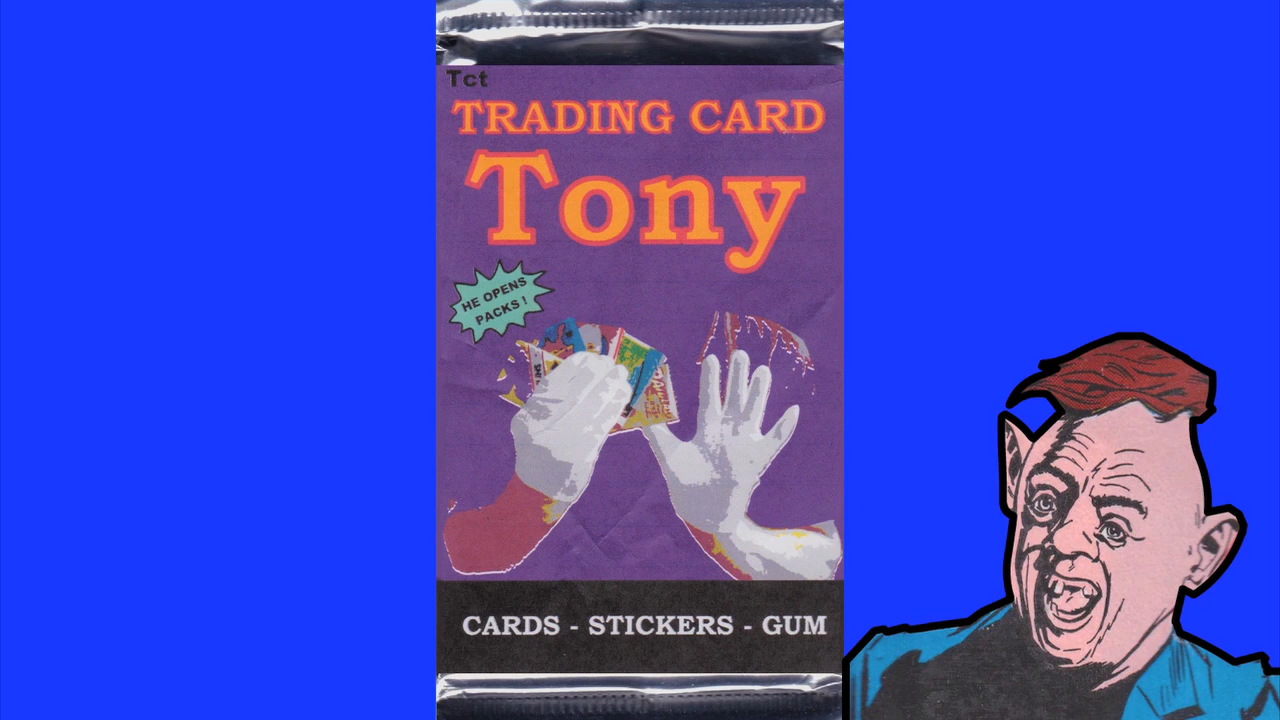 Tct
TRADING CARD
Tony
HE OPENS
PACKS!
CARDS - STICKERS - GUM